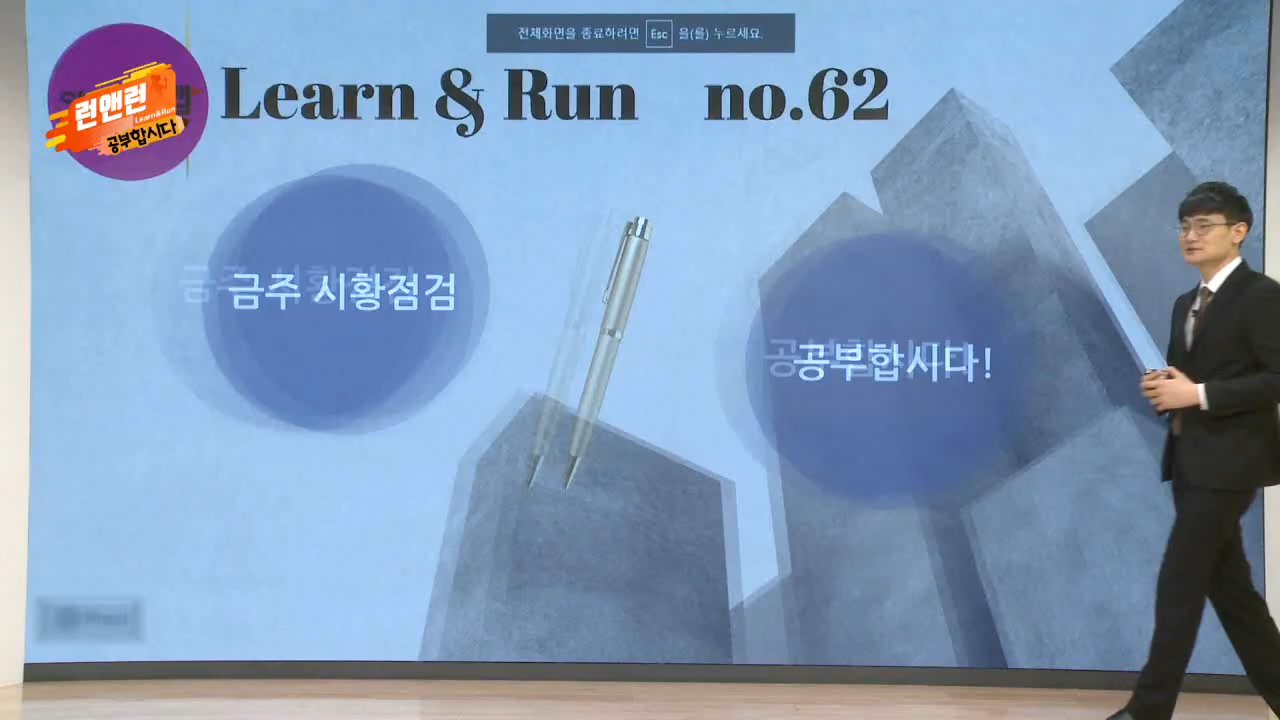 전체화면을 종료하려면 Esc 을(를) 누르세요.
Learn & Run no.62
런앤런
Learn&Run
공부합시다
금주 시황점검
공부합시다!